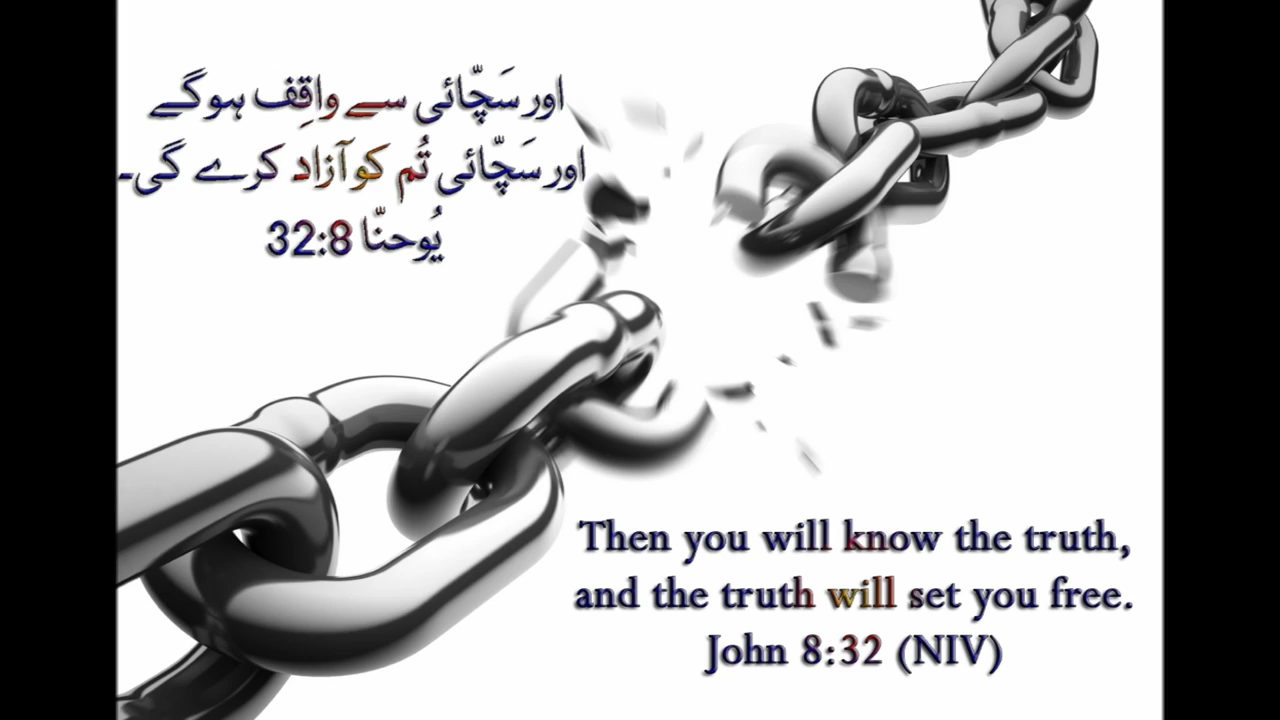 اور سَچّائی سے واقِف ہوگے
اور سَچّائی تُم کو آزاد کرے گی۔
یُوحنّا 32:8
Then you will know the truth,
and the truth will set you free.
John 8:32 (NIV)